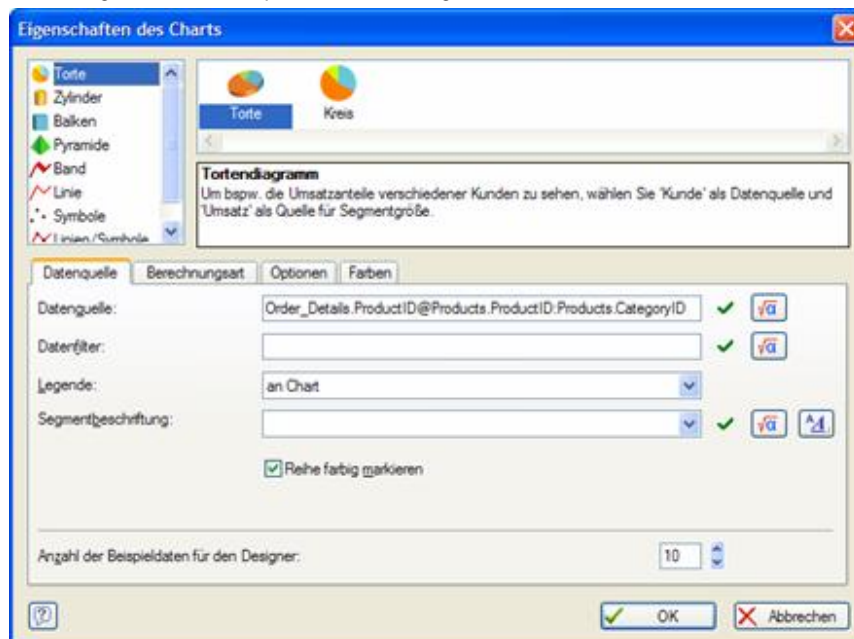 Eigenschaften des Charts
Torte
Zylinder
Balken
Pyramide
Band
Linie
Symbole
Linien/Symbole
Torte
Kreis
Tortendiagramm
Um bspw. die Umsatzanteile verschiedener Kunden zu sehen, wählen Sie 'Kunde' als Datenquelle und
'Umsatz' als Quelle für Segmentgröße.
Datenquelle
Berechnungsart
Optionen
Farben
Datenquelle:
Order_Details.ProductID@Products.ProductID:Products.CategoryID
Datenfilter:
Legende:
an Chart
Segmentbeschriftung:
Reihe farbig markieren
Anzahl der Beispieldaten für den Designer:
10
OK
Abbrechen